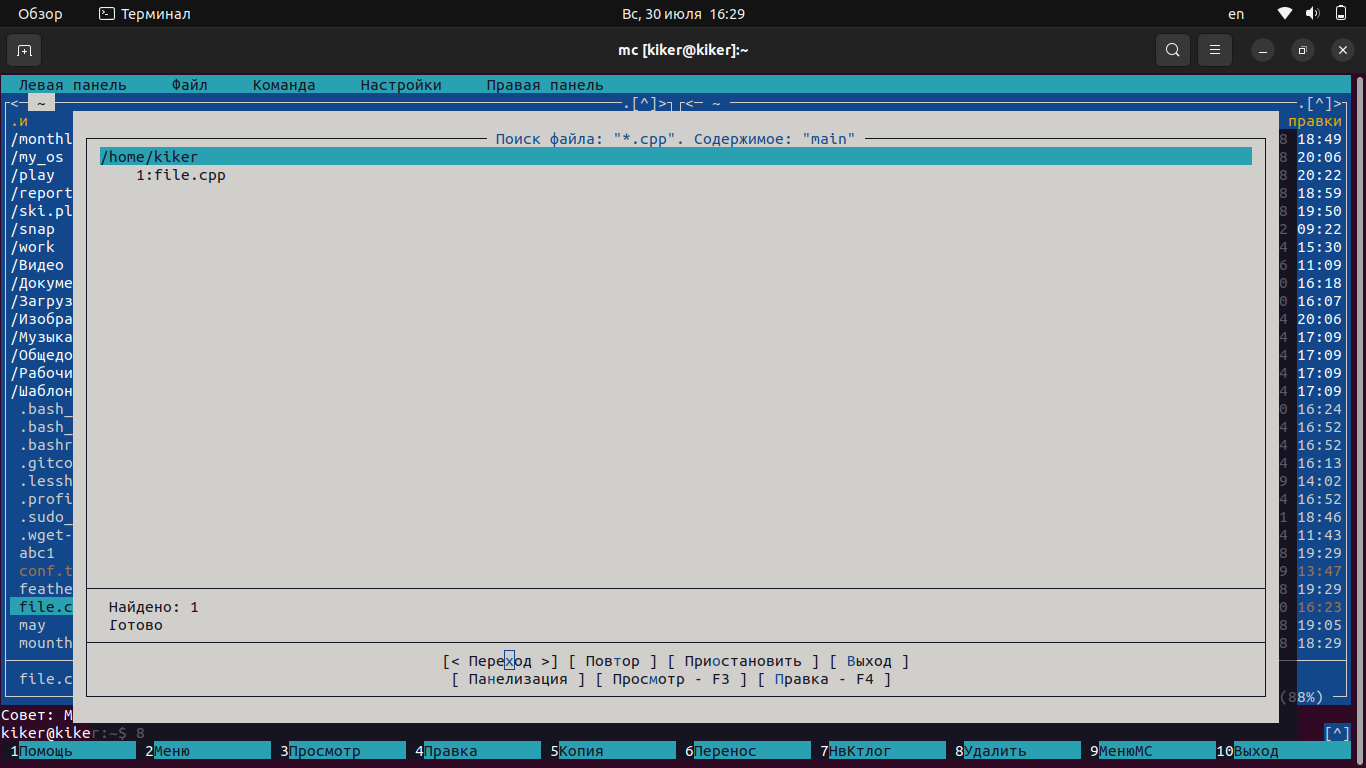 Обзор Терминал Вс, 30 июля 16:29 en
mc [kiker@kiker]:~
Левая панель Файл Команда Настройки Правая панель
<─ ~ .[^]> <─ ~ .[^]>
.и правки
/monthl 8 18:49
/my_os 8 20:06
/play 8 20:22
/report 8 18:59
/ski.pl 8 19:50
/snap 2 09:22
/work 4 15:30
/Видео 6 11:09
/Докуме 0 16:18
/Загруз 0 16:07
/Изобра 4 20:06
/Музыка 4 17:09
/Общедо 4 17:09
/Рабочи 4 17:09
/Шаблон 4 17:09
.bash_ 0 16:24
.bash_ 4 16:52
.bashr 4 16:52
.gitco 4 16:13
.lessh 9 14:02
.profi 4 16:52
.sudo_ 1 18:46
.wget- 4 11:43
abc1 8 19:29
conf.t 9 13:47
feathe 8 19:29
file.c 0 16:23
may 8 19:05
mounth 8 18:29
file.c (88%)
Поиск файла: "*.cpp". Содержимое: "main"
/home/kiker
1:file.cpp
Найдено: 1
Готово
[< Переход >] [ Повтор ] [ Приостановить ] [ Выход ]
[ Панелизация ] [ Просмотр - F3 ] [ Правка - F4 ]
Совет: M
kiker@kiker:~$ 8 [^]
1Помощь 2Меню 3Просмотр 4Правка 5Копия 6Перенос 7НвКтлог 8Удалить 9МенюMC 10Выход